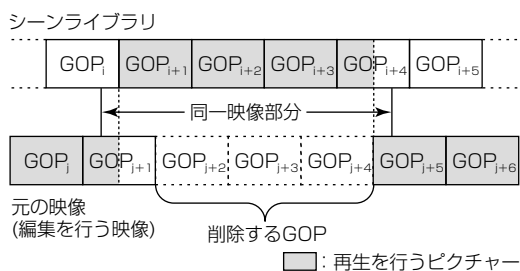 シーンライブラリ
GOPi GOPi+1 GOPi+2 GOPi+3 GOPi+4 GOPi+5
同一映像部分
GOPj GOPj+1 GOPj+2 GOPj+3 GOPj+4 GOPj+5 GOPj+6
元の映像
(編集を行う映像)
削除するGOP
:再生を行うピクチャー